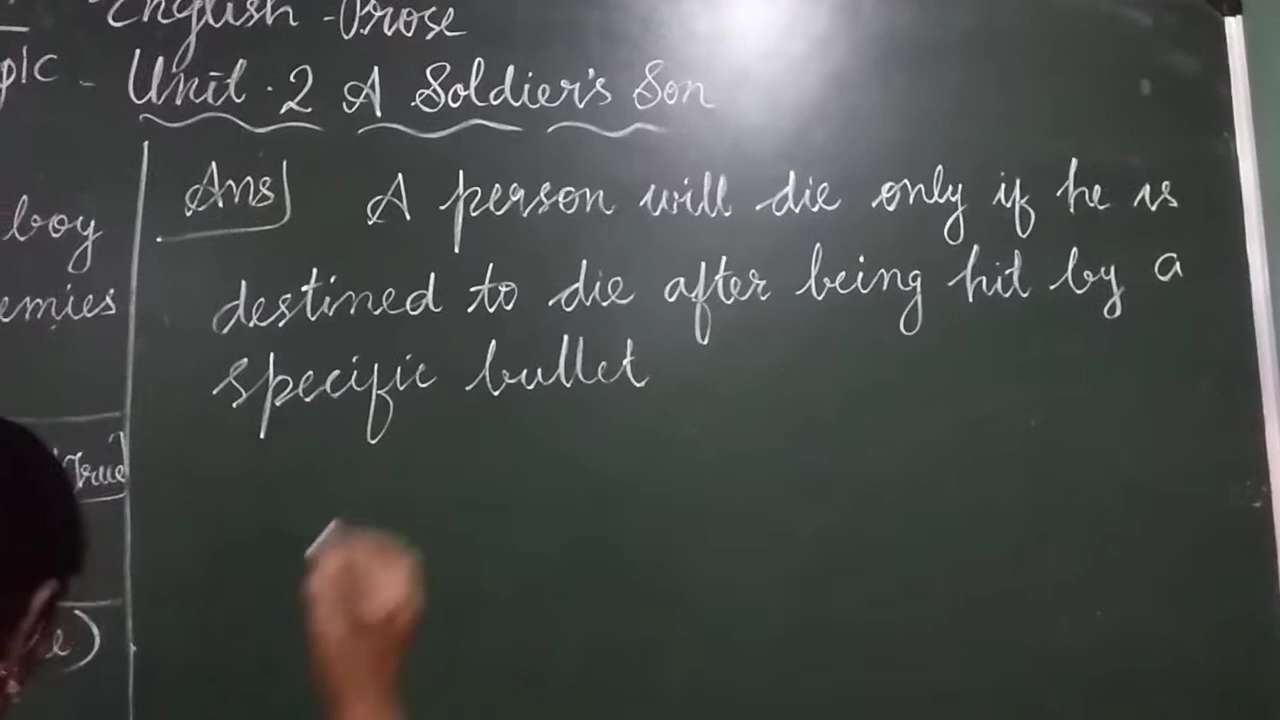 English - Prose
pic - Unit. 2 A Soldier's Son
Ans] A person will die only if he is
destined to die after being hit by a
specific bullet
boy
emies
True]
e)